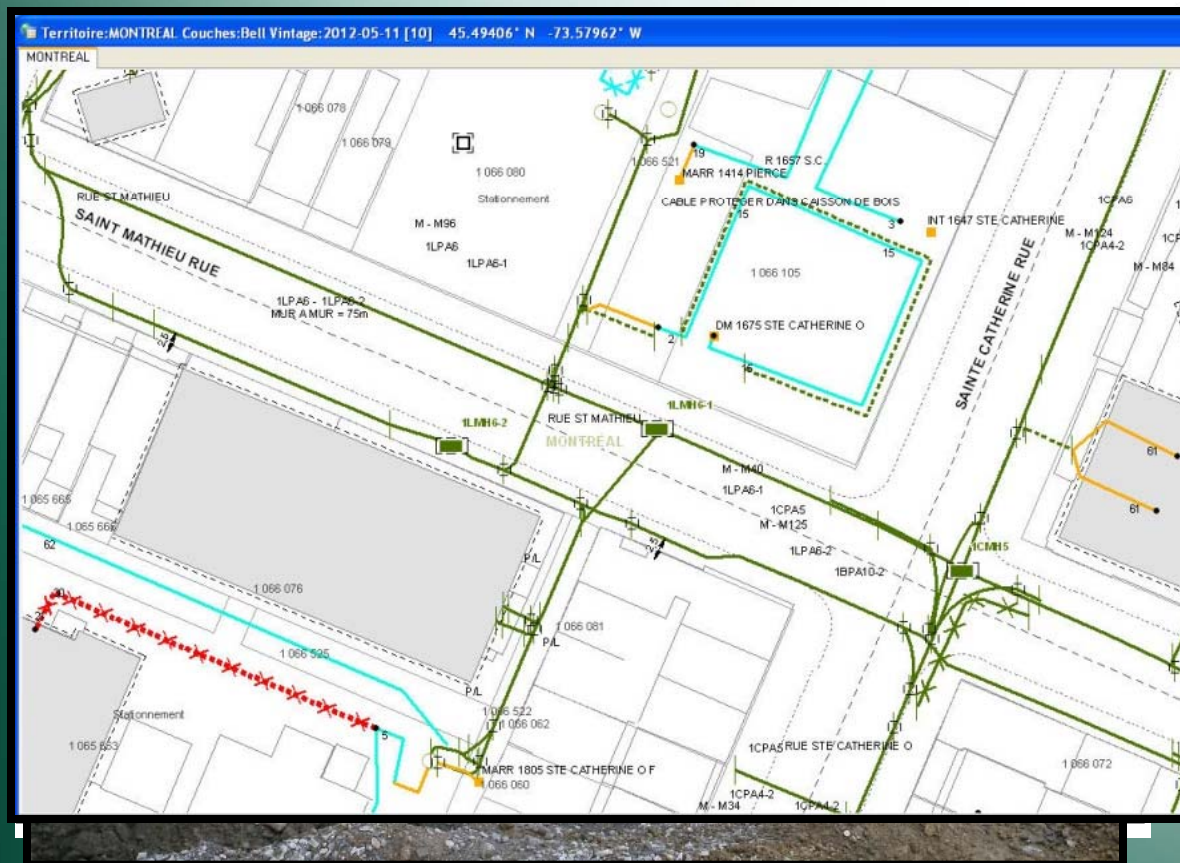 Territoire:MONTREAL Couches:Bell Vintage:2012-05-11 [10] 45.49406° N -73.57962° W
MONTREAL
1 066 078
1 066 079
1 066 080
Stationnement
1 066 521
19
R 1657 S.C.
MARR 1414 PIERCE
CABLE PROTEGER DANS CAISSON DE BOIS
15
3
INT 1647 STE CATHERINE
15
1CPA6
M - M124
1CPA4-2
M - M84
RUE ST MATHIEU
SAINT MATHIEU RUE
M - M96
1LPA6
1LPA6-1
1 066 105
1LPA6 - 1LPA6-2
MUR A MUR = 75m
2
DM 1675 STE CATHERINE O
SAINTE CATHERINE RUE
25
1LMH6-2
RUE ST MATHIEU
1LMH6-1
MONTRÉAL
61
61
M - M40
1LPA6-1
1CPA5
M - M125
1LPA6-2
1BPA10-2
1CMH5
25
1 065 665
62
P/L
1 066 076
1 066 081
P/L
1 066 525
P/L
Stationnement
1 065 663
5
1 066 522
1 066 062
MARR 1805 STE CATHERINE O F
1 066 060
1CPA5
RUE STE CATHERINE O
1 066 072
1CPA4-2
M - M34
1CPA4-2